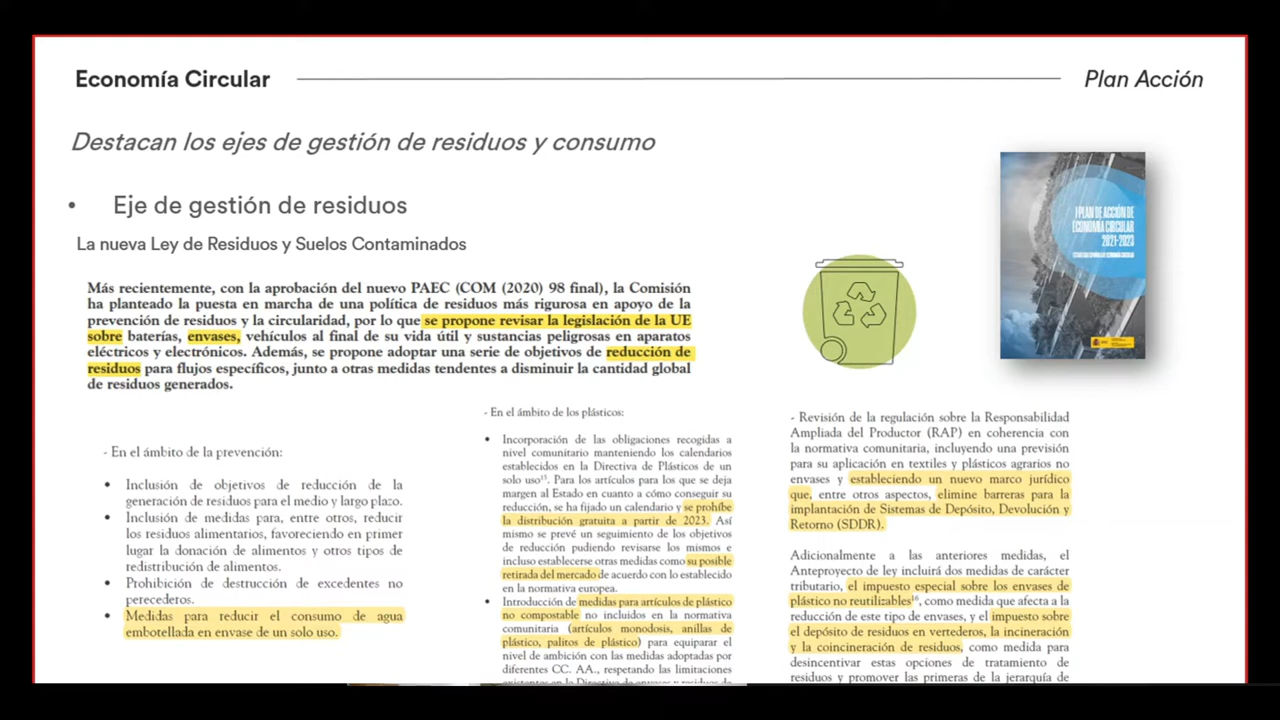 Economía Circular
Plan Acción
Destacan los ejes de gestión de residuos y consumo
• Eje de gestión de residuos
La nueva Ley de Residuos y Suelos Contaminados
I PLAN DE ACCIÓN DE
ECONOMÍA CIRCULAR
2021-2023
ESTRATEGIA ESPAÑOLA DE ECONOMÍA CIRCULAR
Más recientemente, con la aprobación del nuevo PAEC (COM (2020) 98 final), la Comisión
ha planteado la puesta en marcha de una política de residuos más rigurosa en apoyo de la
prevención de residuos y la circularidad, por lo que se propone revisar la legislación de la UE
sobre baterías, envases, vehículos al final de su vida útil y sustancias peligrosas en aparatos
eléctricos y electrónicos. Además, se propone adoptar una serie de objetivos de reducción de
residuos para flujos específicos, junto a otras medidas tendentes a disminuir la cantidad global
de residuos generados.
- En el ámbito de la prevención:
• Inclusión de objetivos de reducción de la
generación de residuos para el medio y largo plazo.
• Inclusión de medidas para, entre otros, reducir
los residuos alimentarios, favoreciendo en primer
lugar la donación de alimentos y otros tipos de
redistribución de alimentos.
• Prohibición de destrucción de excedentes no
perecederos.
• Medidas para reducir el consumo de agua
embotellada en envase de un solo uso.
- En el ámbito de los plásticos:
• Incorporación de las obligaciones recogidas a
nivel comunitario manteniendo los calendarios
establecidos en la Directiva de Plásticos de un
solo uso¹⁵. Para los artículos para los que se deja
margen al Estado en cuanto a cómo conseguir su
reducción, se ha fijado un calendario y se prohíbe
la distribución gratuita a partir de 2023. Así
mismo se prevé un seguimiento de los objetivos
de reducción pudiendo revisarse los mismos e
incluso establecerse otras medidas como su posible
retirada del mercado de acuerdo con lo establecido
en la normativa europea.
• Introducción de medidas para artículos de plástico
no compostable no incluidos en la normativa
comunitaria (artículos monodosis, anillas de
plástico, palitos de plástico) para equiparar el
nivel de ambición con las medidas adoptadas por
diferentes CC. AA., respetando las limitaciones
existentes en la Directiva de envases y residuos de
- Revisión de la regulación sobre la Responsabilidad
Ampliada del Productor (RAP) en coherencia con
la normativa comunitaria, incluyendo una previsión
para su aplicación en textiles y plásticos agrarios no
envases y estableciendo un nuevo marco jurídico
que, entre otros aspectos, elimine barreras para la
implantación de Sistemas de Depósito, Devolución y
Retorno (SDDR).
Adicionalmente a las anteriores medidas, el
Anteproyecto de ley incluirá dos medidas de carácter
tributario, el impuesto especial sobre los envases de
plástico no reutilizables¹⁶, como medida que afecta a la
reducción de este tipo de envases, y el impuesto sobre
el depósito de residuos en vertederos, la incineración
y la coincineración de residuos, como medida para
desincentivar estas opciones de tratamiento de
residuos y promover las primeras de la jerarquía de